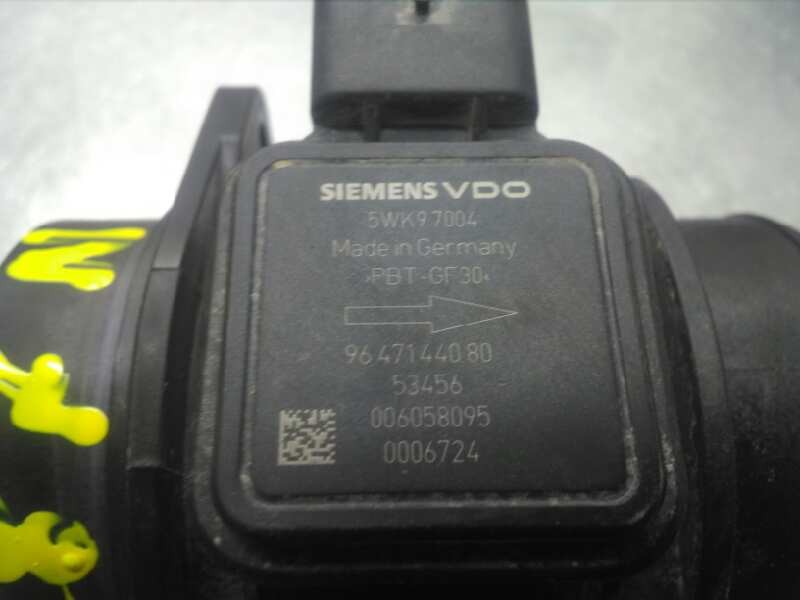 SIEMENS VDO
5WK9 7004
Made in Germany
>PBT-GF30<
96 471440 80
53456
006058095
0006724